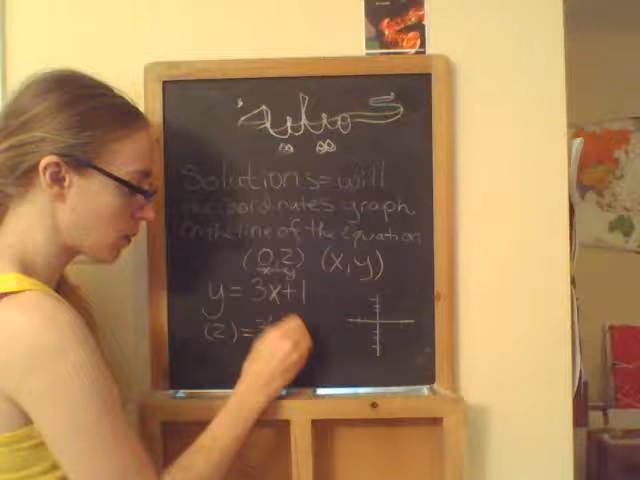 Solutions = will
the coordinates graph
on the line of the Equation
(0,2) (x,y)
x y
y = 3x+1
(2) =